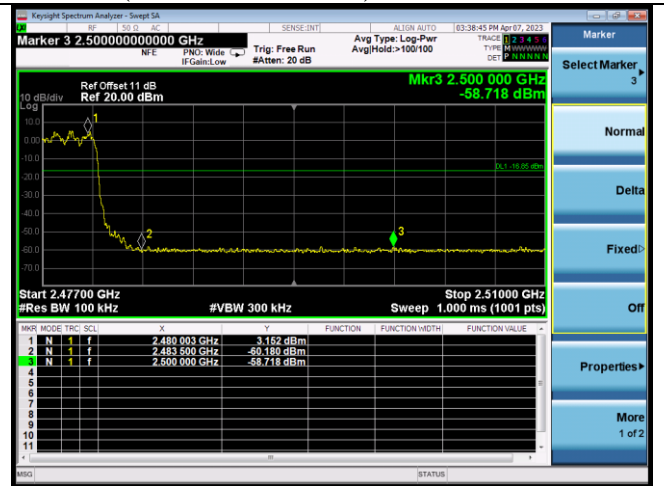 Keysight Spectrum Analyzer - Swept SA
RF 50 Ω AC SENSE:INT ALIGN AUTO 03:38:45 PM Apr 07, 2023
Marker 3 2.500000000000 GHz
NFE
PNO: Wide
IFGain:Low
Trig: Free Run
#Atten: 20 dB
Avg Type: Log-Pwr
Avg|Hold:>100/100
TRACE 1 2 3 4 5 6
TYPE M WWWWW
DET P N N N N N
Ref Offset 11 dB
10 dB/div Ref 20.00 dBm
Log
Mkr3 2.500 000 GHz
-58.718 dBm
10.0
0.00
-10.0
-20.0
-30.0
-40.0
-50.0
-60.0
-70.0
1
2
3
DL1 -16.85 dBm
Start 2.47700 GHz Stop 2.51000 GHz
#Res BW 100 kHz #VBW 300 kHz Sweep 1.000 ms (1001 pts)
MKR MODE TRC SCL X Y FUNCTION FUNCTION WIDTH FUNCTION VALUE
1 N 1 f 2.480 003 GHz 3.152 dBm
2 N 1 f 2.483 500 GHz -60.180 dBm
3 N 1 f 2.500 000 GHz -58.718 dBm
4
5
6
7
8
9
10
11
MSG STATUS
Marker
Select Marker
3
Normal
Delta
Fixed
Off
Properties
More
1 of 2